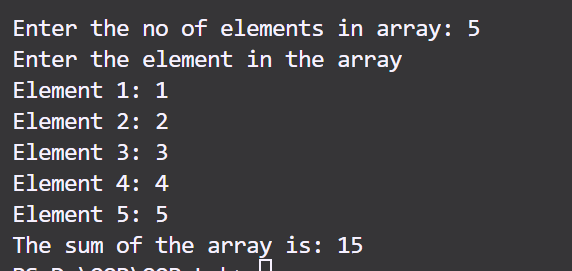 Enter the no of elements in array: 5
Enter the element in the array
Element 1: 1
Element 2: 2
Element 3: 3
Element 4: 4
Element 5: 5
The sum of the array is: 15